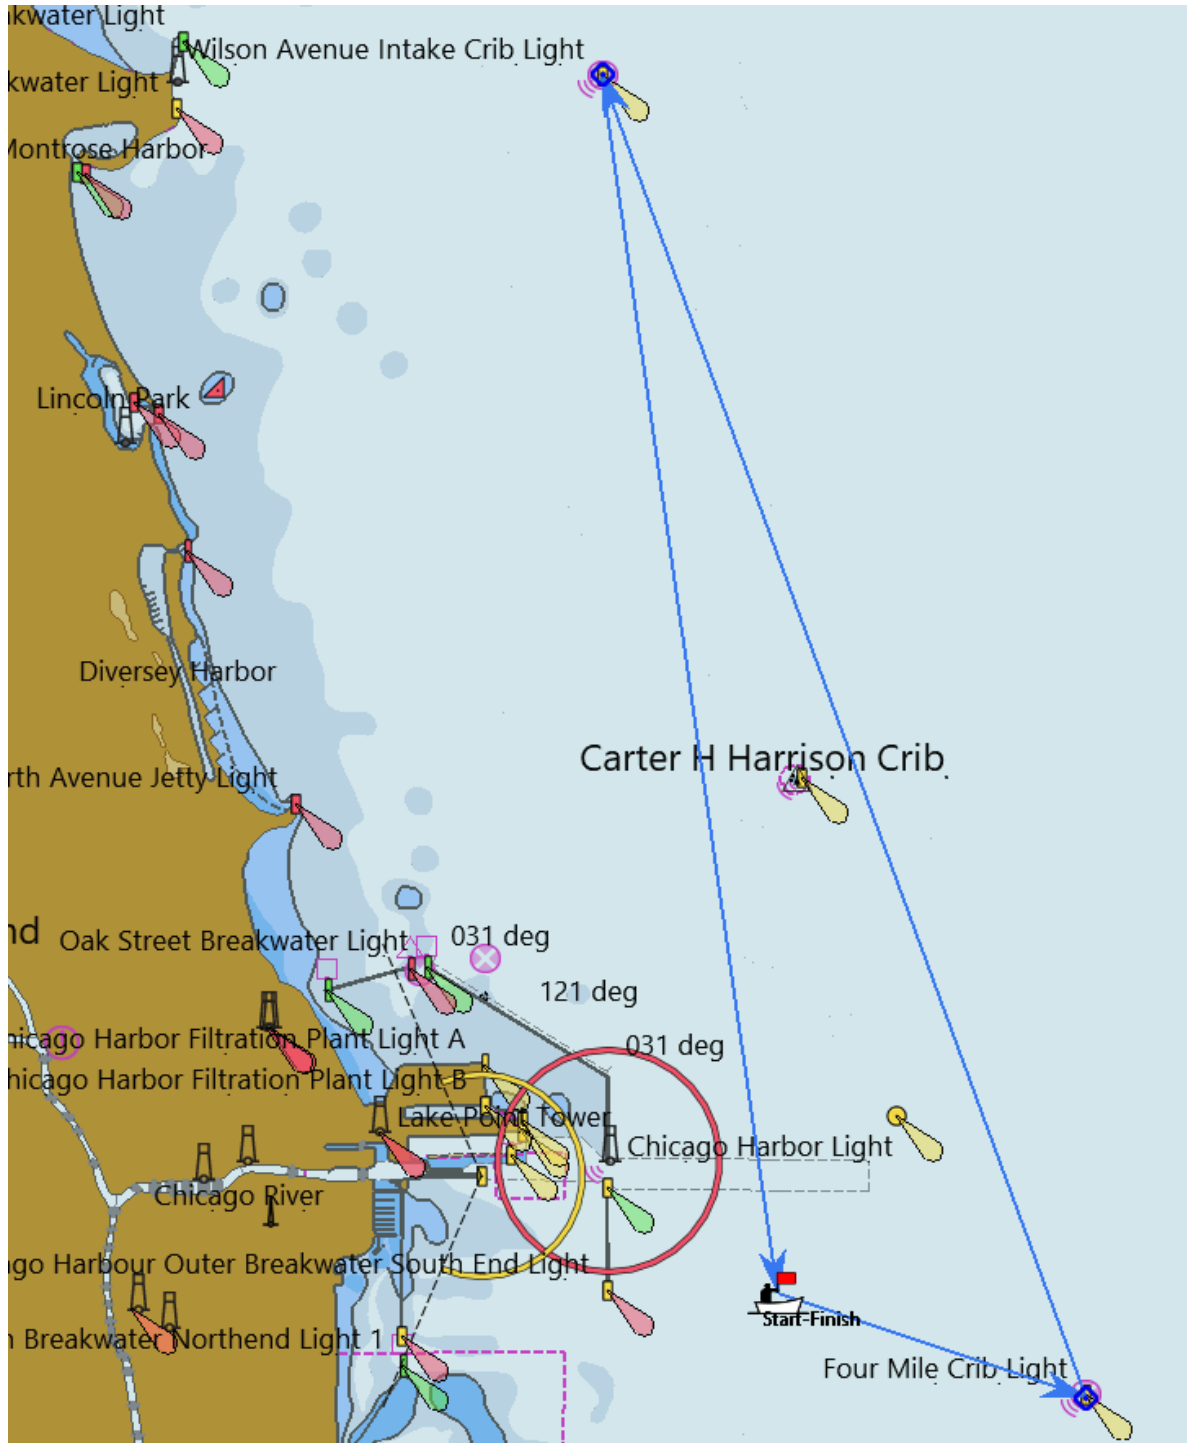 kwater Light
Wilson Avenue Intake Crib Light
kwater Light
Montrose Harbor
Lincoln Park
Diversey Harbor
rth Avenue Jetty Light
Carter H Harrison Crib
nd
Oak Street Breakwater Light
031 deg
121 deg
hicago Harbor Filtration Plant Light A
031 deg
Chicago Harbor Filtration Plant Light B
Lake Point Tower
Chicago Harbor Light
Chicago River
ago Harbour Outer Breakwater South End Light
Start-Finish
n Breakwater Northend Light 1
Four Mile Crib Light